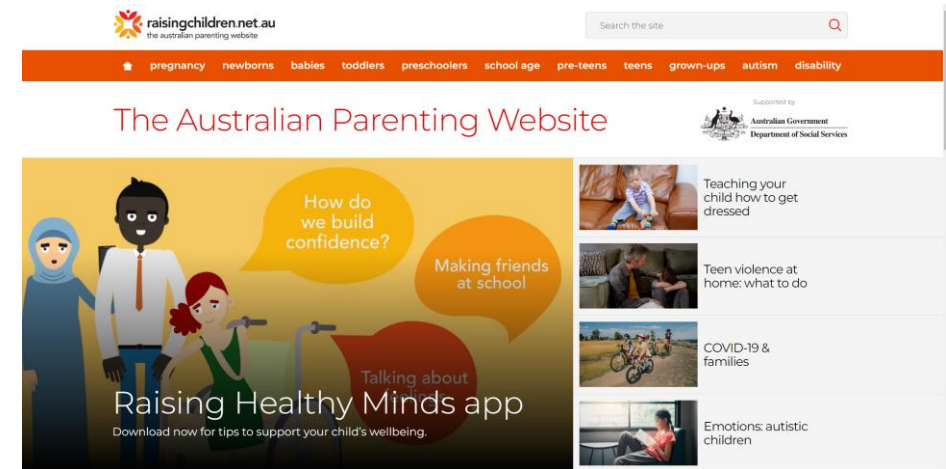 raisingchildren.net.au
the australian parenting website
Search the site
pregnancy newborns babies toddlers preschoolers school age pre-teens teens grown-ups autism disability
The Australian Parenting Website
Supported by
Australian Government
Department of Social Services
How do
we build
confidence?
Making friends
at school
Talking about
feelings
Raising Healthy Minds app
Download now for tips to support your child's wellbeing.
Teaching your
child how to get
dressed
Teen violence at
home: what to do
COVID-19 &
families
Emotions: autistic
children